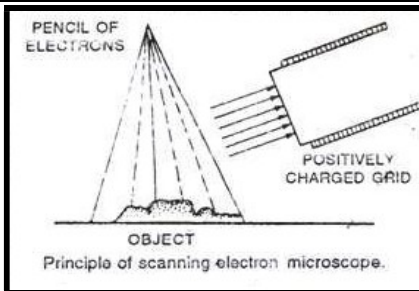 PENCIL OF
ELECTRONS
POSITIVELY
CHARGED GRID
OBJECT
Principle of scanning electron microscope.